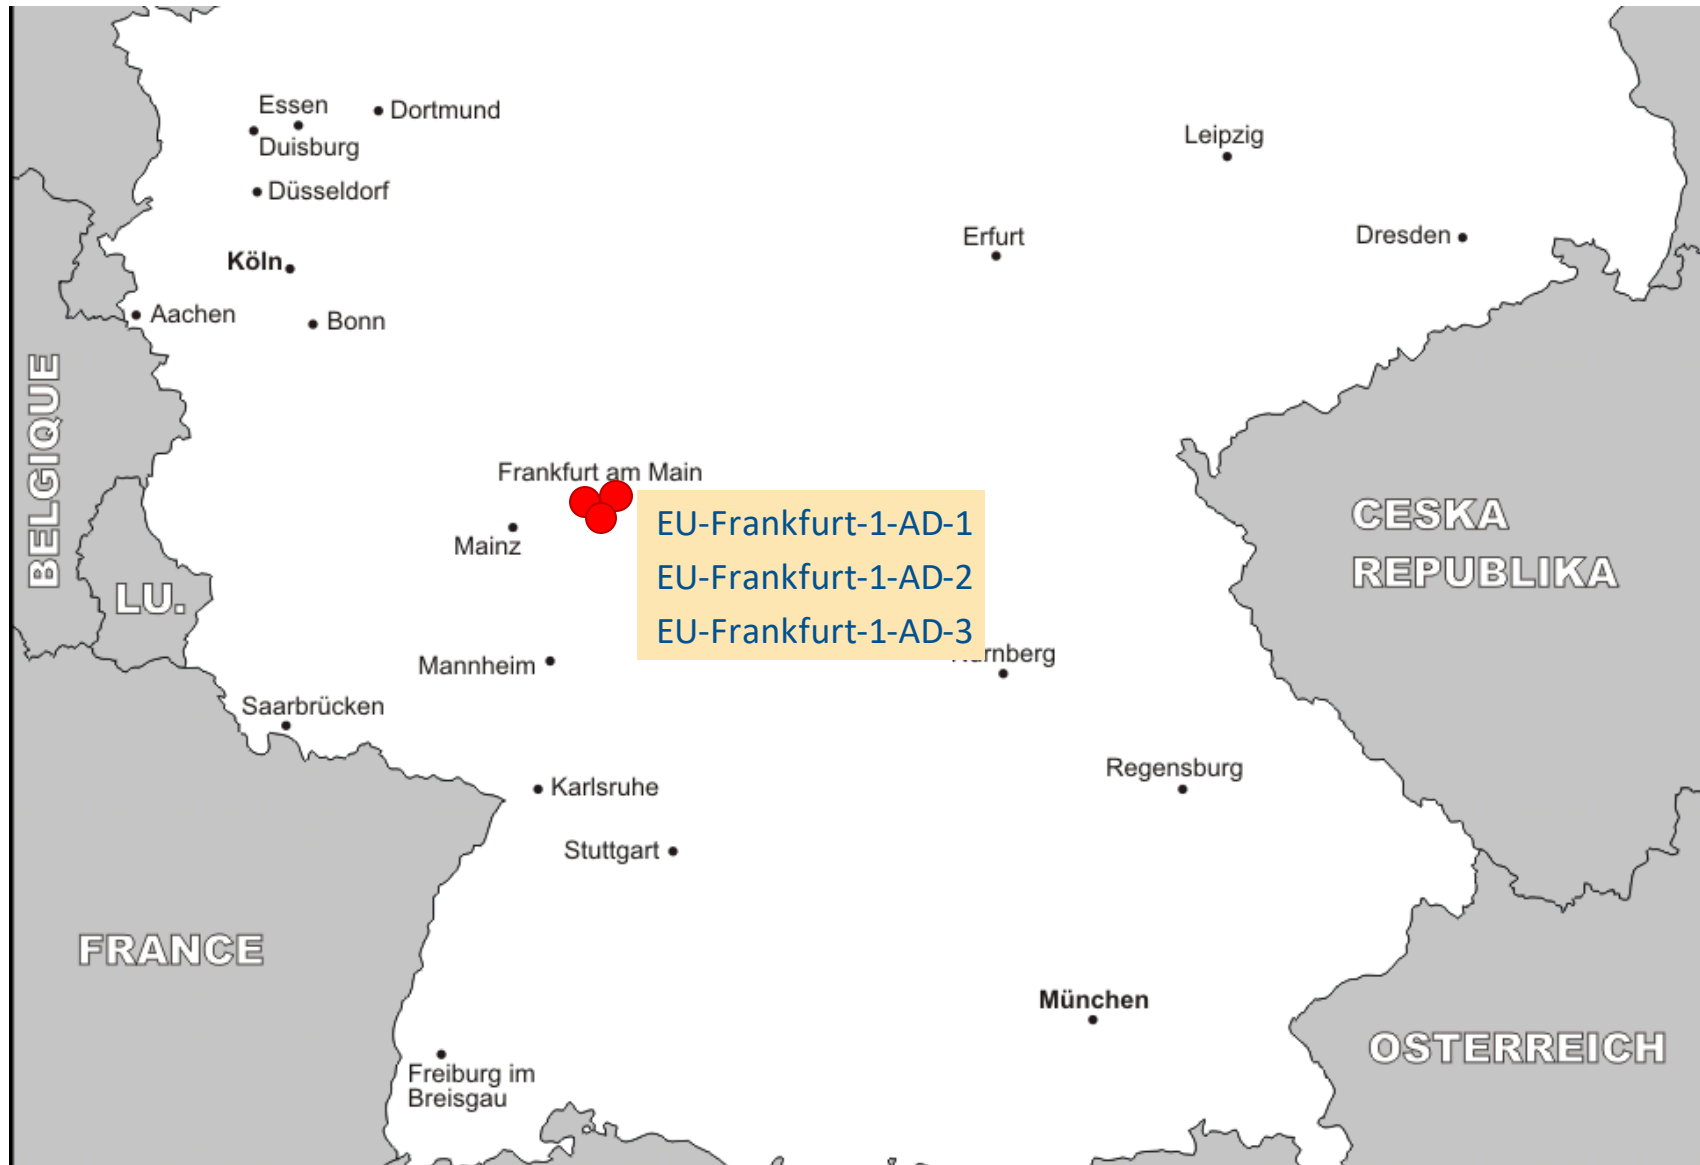 Essen
Dortmund
Duisburg
Leipzig
Düsseldorf
Erfurt
Dresden
Köln
Aachen
Bonn
BELGIQUE
Frankfurt am Main
EU-Frankfurt-1-AD-1
EU-Frankfurt-1-AD-2
EU-Frankfurt-1-AD-3
Mainz
CESKA
REPUBLIKA
LU.
Mannheim
Nürnberg
Saarbrücken
Regensburg
Karlsruhe
Stuttgart
FRANCE
München
OSTERREICH
Freiburg im
Breisgau